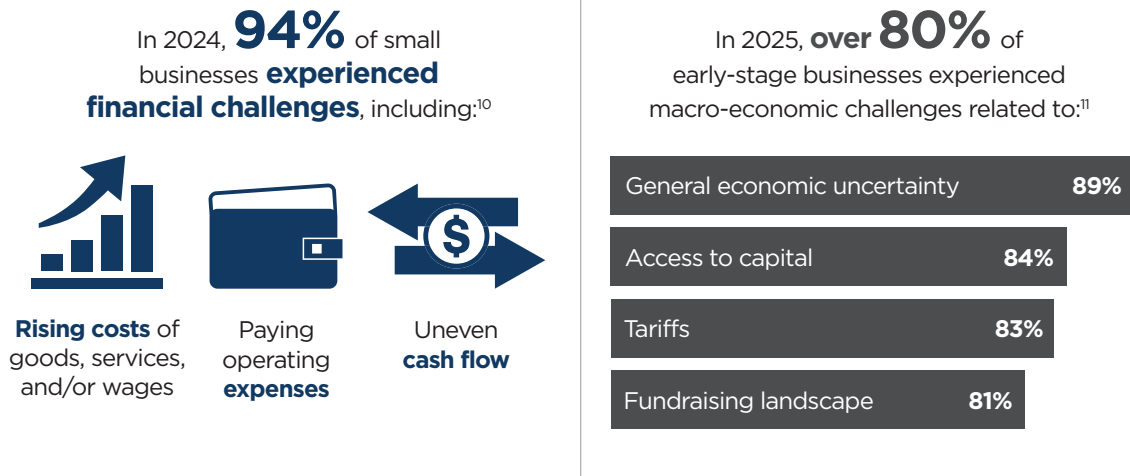 In 2024, 94% of small
businesses experienced
financial challenges, including:10
$
Rising costs of
goods, services,
and/or wages
Paying
operating
expenses
Uneven
cash flow
In 2025, over 80% of
early-stage businesses experienced
macro-economic challenges related to:11
General economic uncertainty 89%
Access to capital 84%
Tariffs 83%
Fundraising landscape 81%